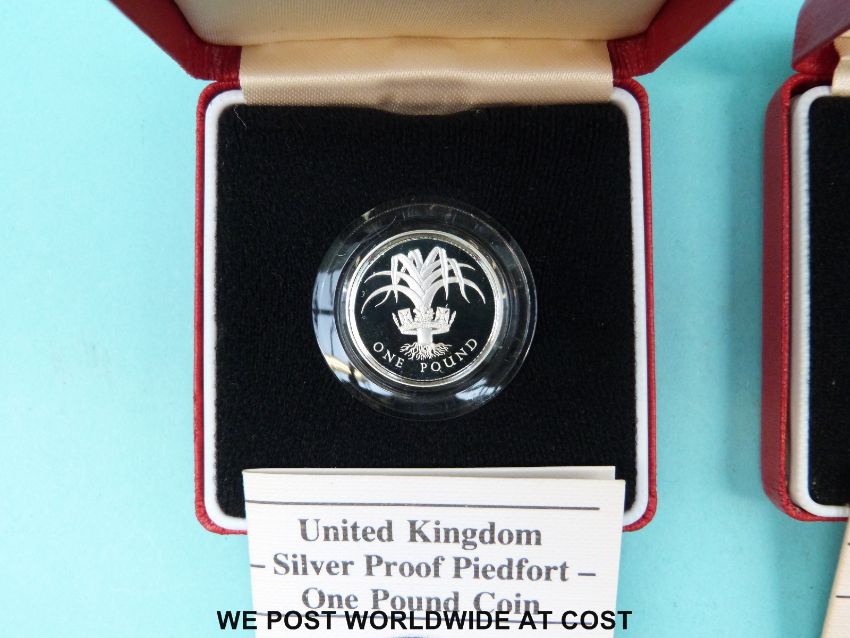 ONE POUND
United Kingdom
– Silver Proof Piedfort –
One Pound Coin
WE POST WORLDWIDE AT COST